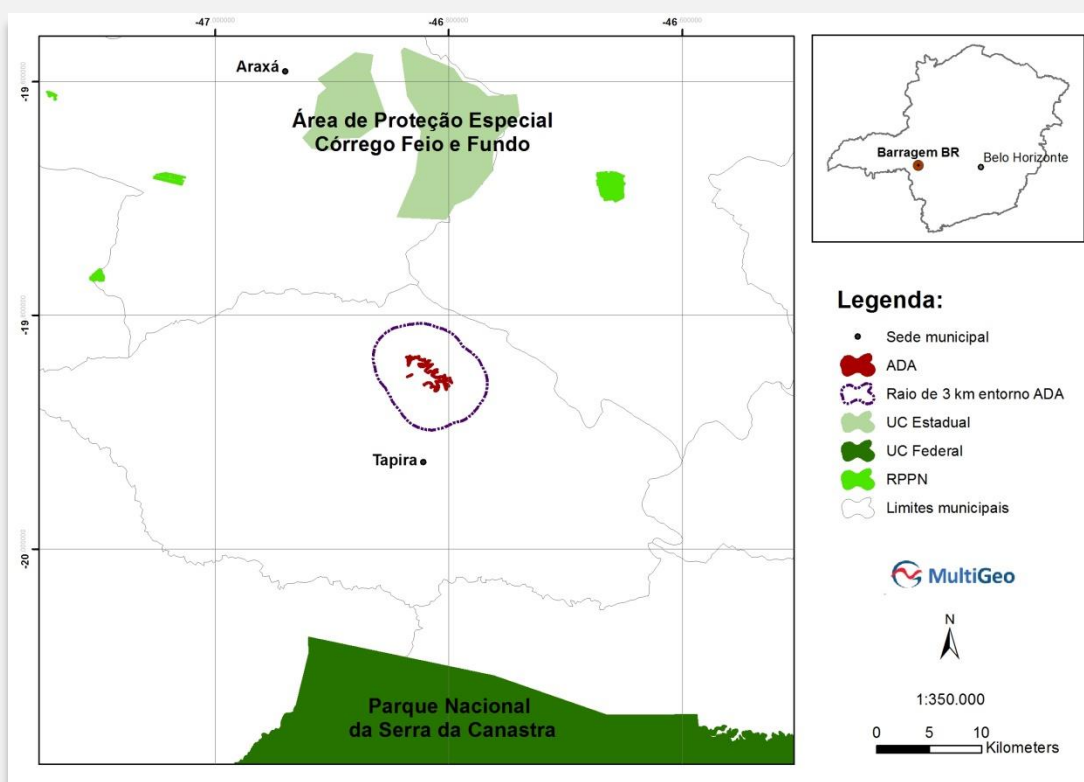 -47
-46
-46
-19
-19
-20
Araxá
Área de Proteção Especial
Córrego Feio e Fundo
Tapira
Parque Nacional
da Serra da Canastra
Barragem BR
Belo Horizonte
Legenda:
Sede municipal
ADA
Raio de 3 km entorno ADA
UC Estadual
UC Federal
RPPN
Limites municipais
MultiGeo
N
1:350.000
0 5 10
Kilometers